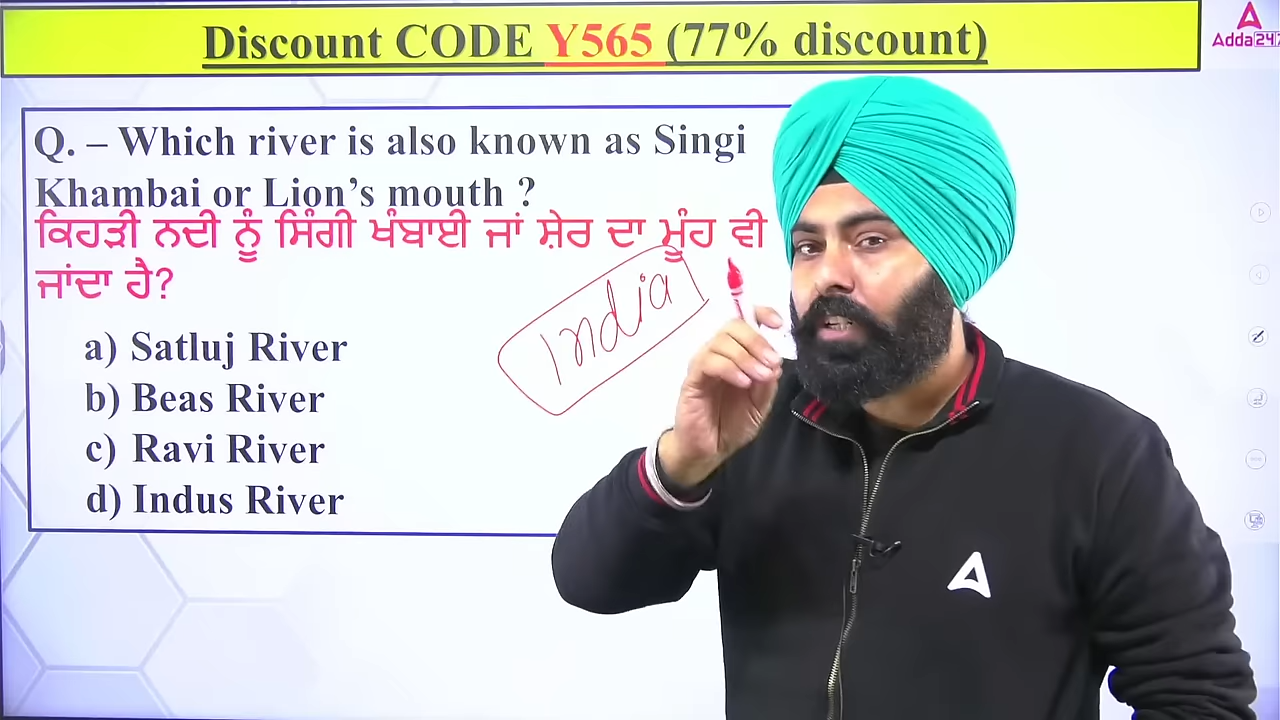 Discount CODE Y565 (77% discount)
Adda247
Q. – Which river is also known as Singi
Khambai or Lion's mouth ?
ਕਿਹੜੀ ਨਦੀ ਨੂੰ ਸਿੰਗੀ ਖੰਬਾਈ ਜਾਂ ਸ਼ੇਰ ਦਾ ਮੂੰਹ ਵੀ
ਜਾਂਦਾ ਹੈ?
India
a) Satluj River
b) Beas River
c) Ravi River
d) Indus River